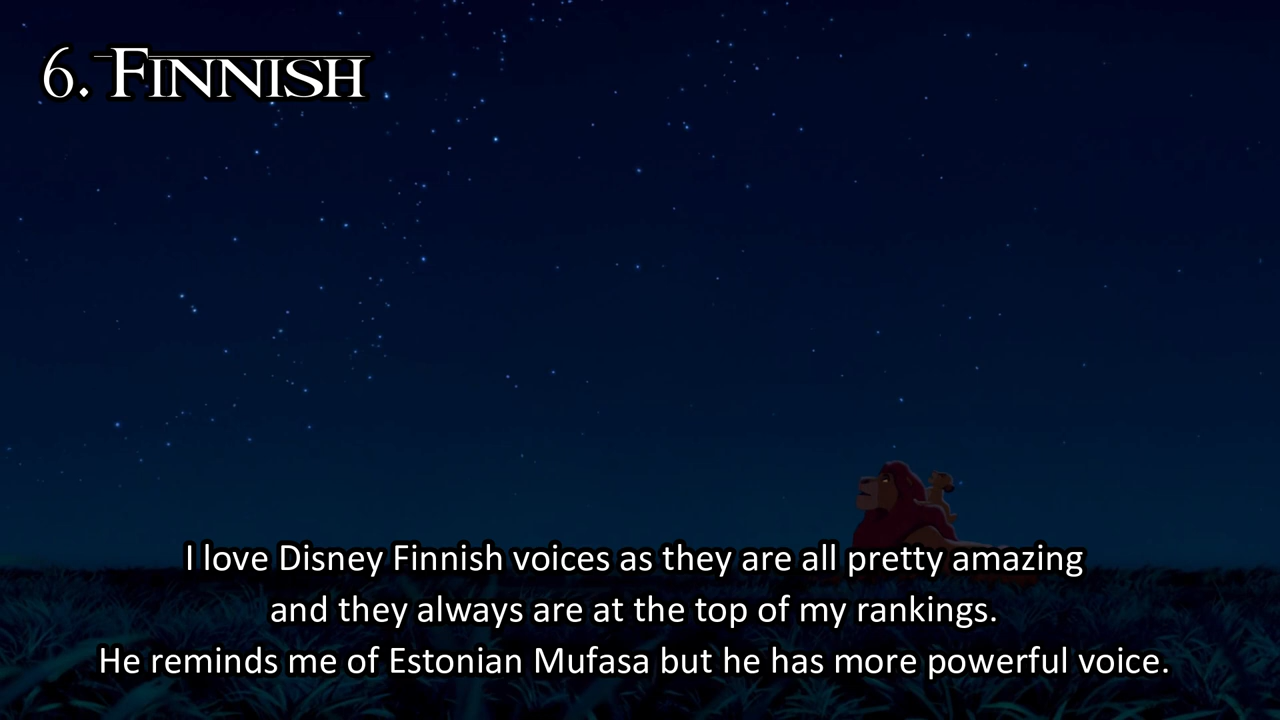 6. Finnish
I love Disney Finnish voices as they are all pretty amazing
and they always are at the top of my rankings.
He reminds me of Estonian Mufasa but he has more powerful voice.